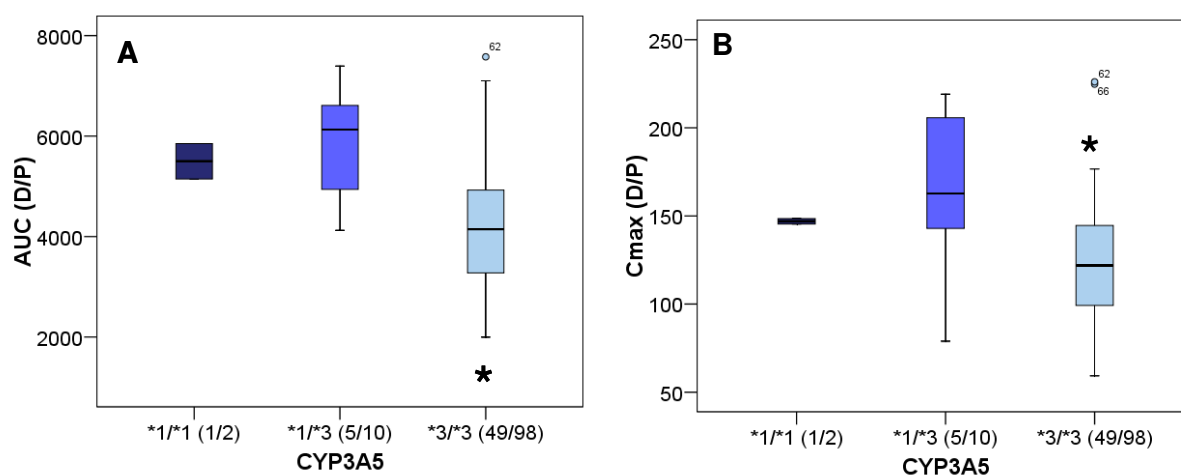 A
AUC (D/P)
8000
6000
4000
2000
62
*
*1/*1 (1/2) *1/*3 (5/10) *3/*3 (49/98)
CYP3A5
B
Cmax (D/P)
250
200
150
100
50
62
66
*
*1/*1 (1/2) *1/*3 (5/10) *3/*3 (49/98)
CYP3A5